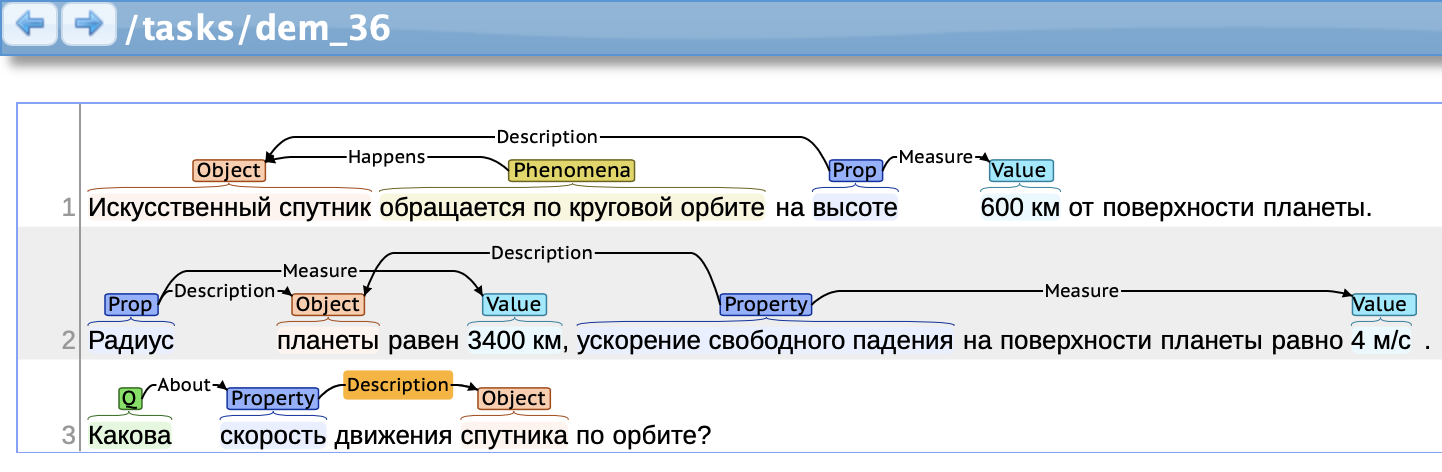 /tasks/dem_36
Description
Happens Measure
Object Phenomena Prop Value
1 Искусственный спутник обращается по круговой орбите на высоте 600 км от поверхности планеты.
Description
Measure
Description Measure
Prop Object Value Property Value
2 Радиус планеты равен 3400 км, ускорение свободного падения на поверхности планеты равно 4 м/с .
About Description
Q Property Object
3 Какова скорость движения спутника по орбите?